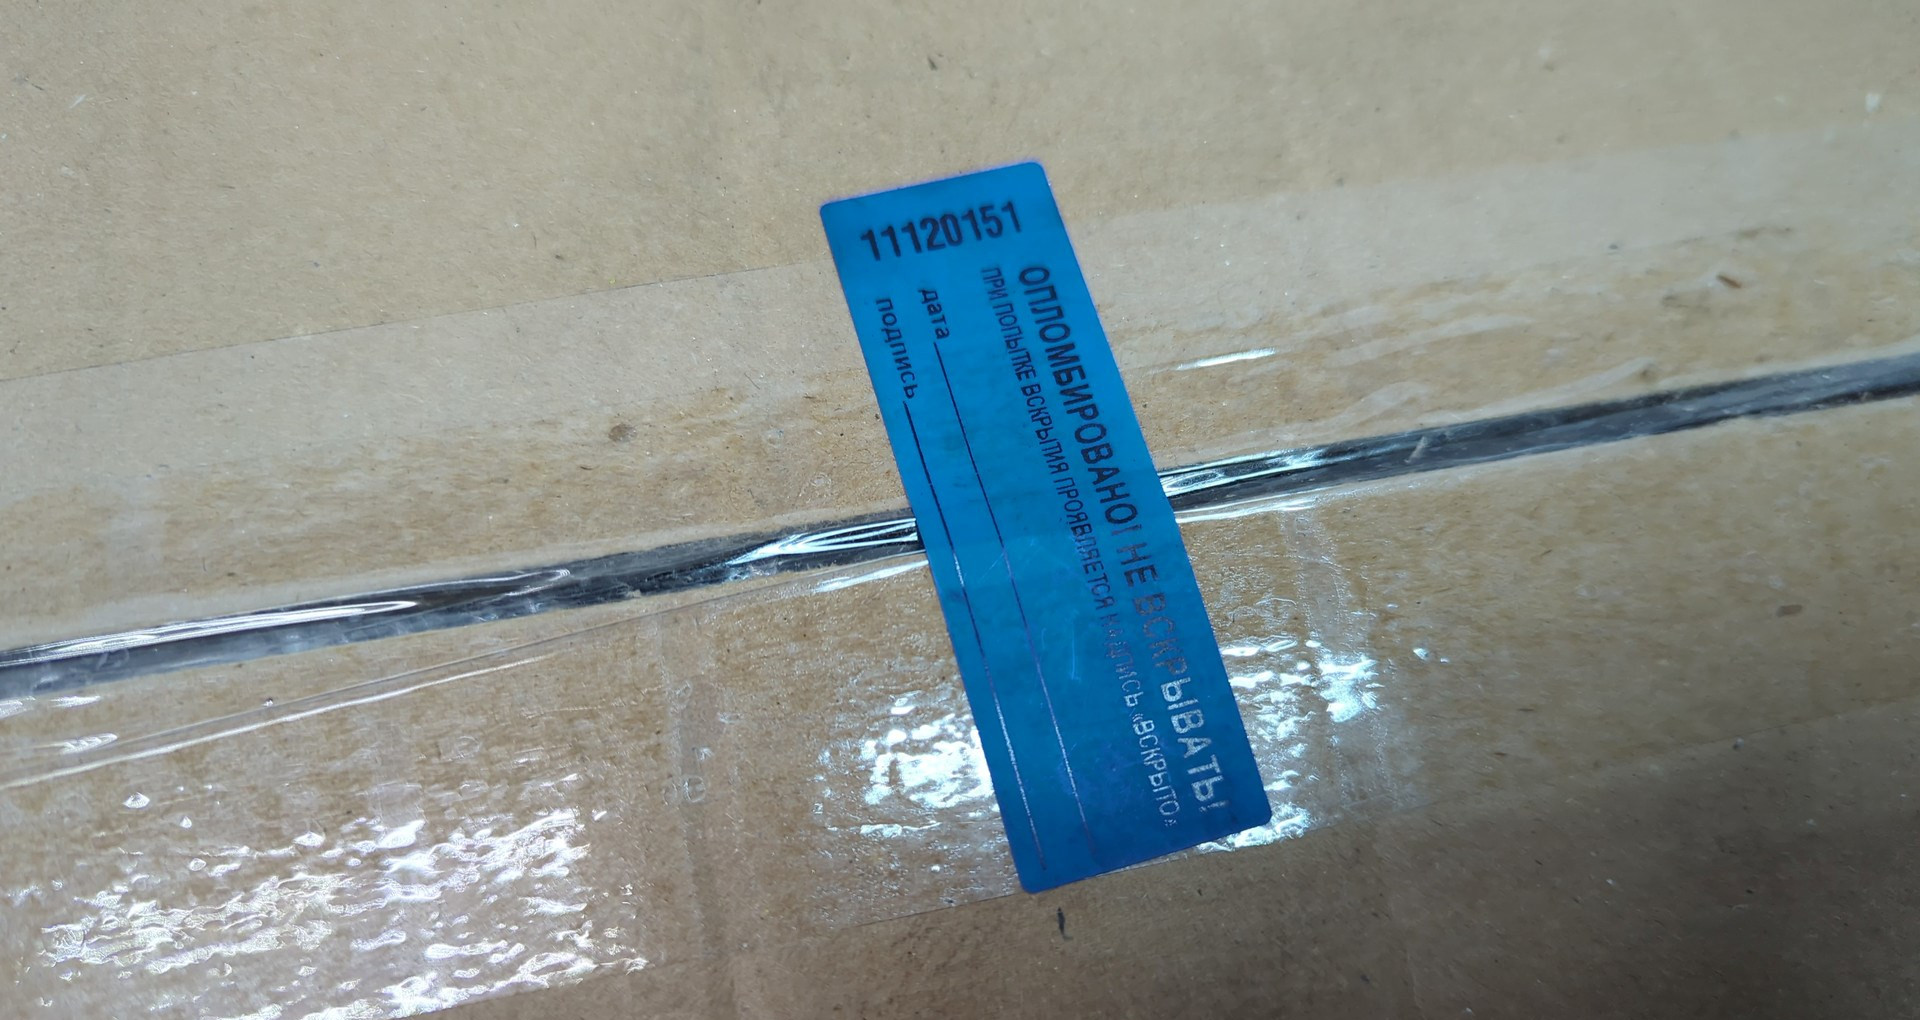 11120151
ОПЛОМБИРОВАНО! НЕ ВСКРЫВАТЬ!
ПРИ ПОПЫТКЕ ВСКРЫТИЯ ПРОЯВЛЯЕТСЯ НАДПИСЬ «ВСКРЫТО»
дата
подпись